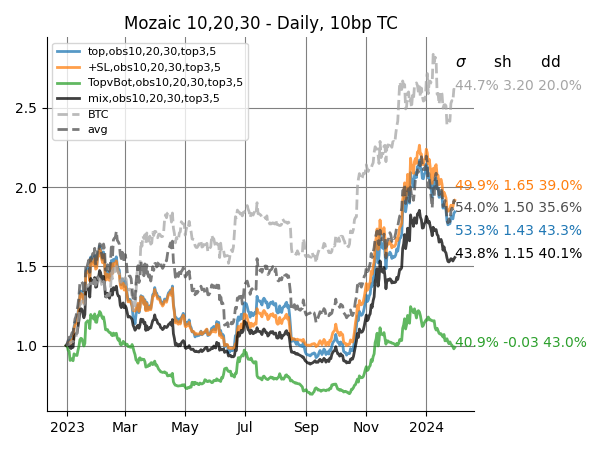 Mozaic 10,20,30 - Daily, 10bp TC
top,obs10,20,30,top3,5
+SL,obs10,20,30,top3,5
TopvBot,obs10,20,30,top3,5
mix,obs10,20,30,top3,5
BTC
avg
σ sh dd
44.7% 3.20 20.0%
49.9% 1.65 39.0%
54.0% 1.50 35.6%
53.3% 1.43 43.3%
43.8% 1.15 40.1%
40.9% -0.03 43.0%
2.5
2.0
1.5
1.0
2023 Mar May Jul Sep Nov 2024